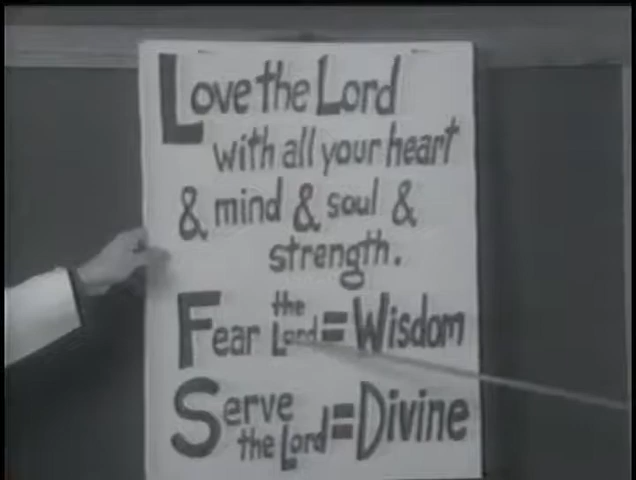 Love the Lord
with all your heart
& mind & soul &
strength.
Fear the Lord = Wisdom
Serve the Lord = Divine